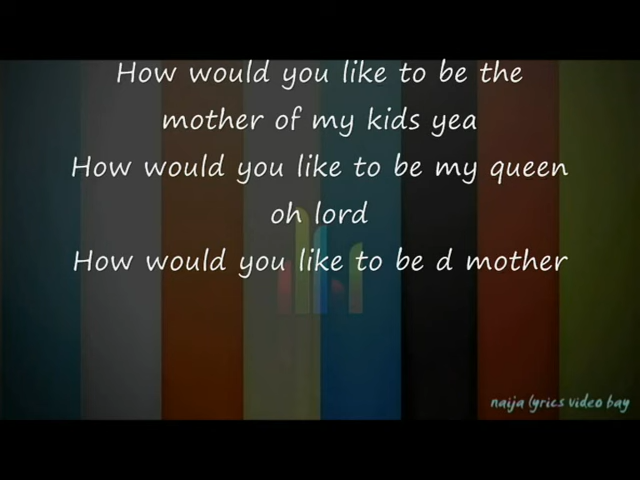 How would you like to be the
mother of my kids yea
How would you like to be my queen
oh lord
How would you like to be d mother
naija lyrics video bay